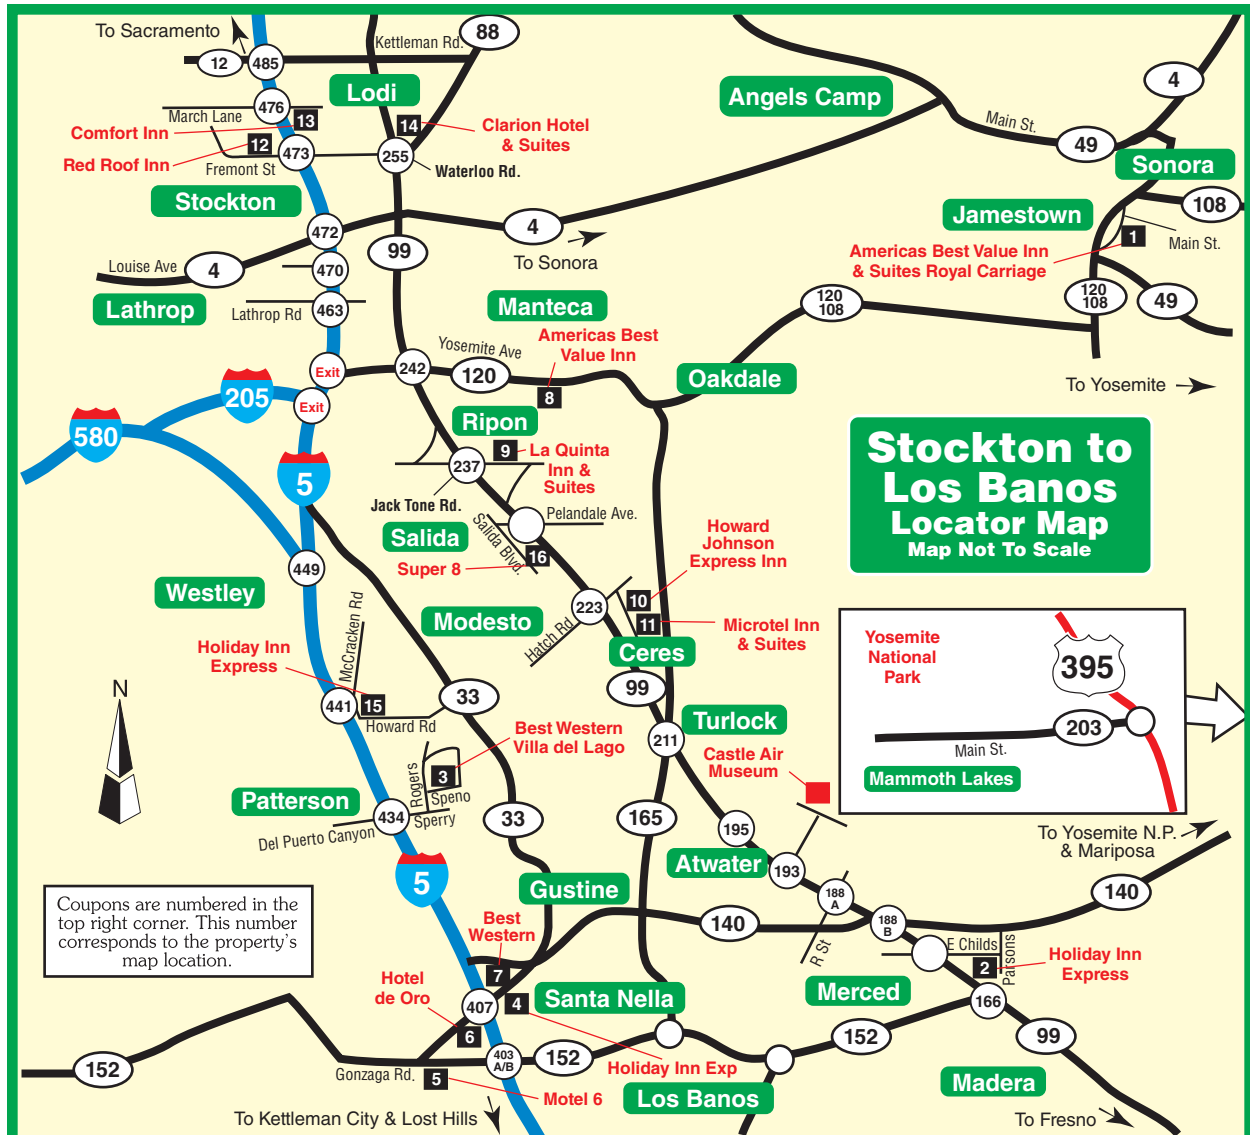 To Sacramento
88
Kettleman Rd.
12
485
Lodi
476
March Lane
13
Comfort Inn
14
Clarion Hotel
& Suites
12
Red Roof Inn
473
Fremont St
255
Waterloo Rd.
Stockton
472
4
To Sonora
99
Louise Ave
4
470
Lathrop
Lathrop Rd
463
Angels Camp
4
Main St.
49
Sonora
108
Jamestown
1
Main St.
Americas Best Value Inn
& Suites Royal Carriage
120
108
49
120
108
To Yosemite
Manteca
Americas Best
Value Inn
Yosemite Ave
Exit
242
120
8
Oakdale
205
Exit
580
Ripon
9
La Quinta
Inn &
Suites
237
5
Jack Tone Rd.
Pelandale Ave.
Salida
Salida Blvd.
16
Super 8
Stockton to
Los Banos
Locator Map
Map Not To Scale
Howard
Johnson
Express Inn
449
Westley
10
223
Modesto
Hatch Rd
11
Microtel Inn
& Suites
Ceres
McCracken Rd
Holiday Inn
Express
99
33
15
441
Howard Rd
N
Turlock
211
Best Western
Villa del Lago
Castle Air
Museum
Yosemite
National
Park
395
203
Main St.
Mammoth Lakes
3
Rogers
Speno
Patterson
434
Sperry
Del Puerto Canyon
33
165
195
To Yosemite N.P.
& Mariposa
Atwater
193
5
Gustine
188
A
140
Coupons are numbered in the
top right corner. This number
corresponds to the property's
map location.
Best
Western
140
188
B
R St
E Childs
Parsons
2
Holiday Inn
Express
7
Hotel
de Oro
Santa Nella
Merced
407
4
166
6
152
99
403
A/B
152
152
Gonzaga Rd.
5
Holiday Inn Exp
Motel 6
Los Banos
Madera
To Kettleman City & Lost Hills
To Fresno